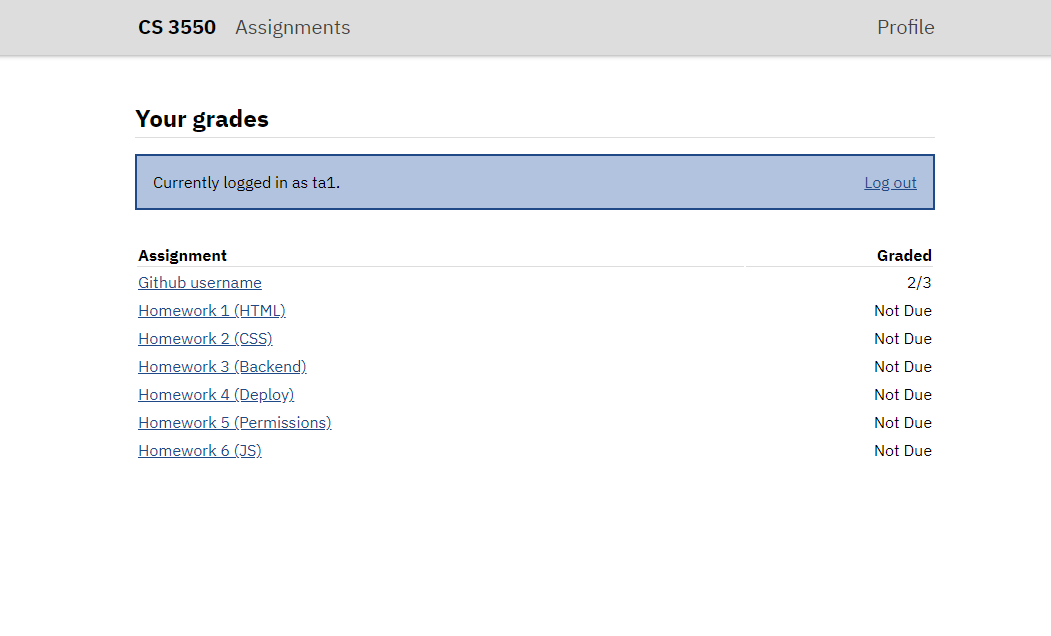 CS 3550 Assignments Profile
Your grades
Currently logged in as ta1. Log out
Assignment Graded
Github username 2/3
Homework 1 (HTML) Not Due
Homework 2 (CSS) Not Due
Homework 3 (Backend) Not Due
Homework 4 (Deploy) Not Due
Homework 5 (Permissions) Not Due
Homework 6 (JS) Not Due